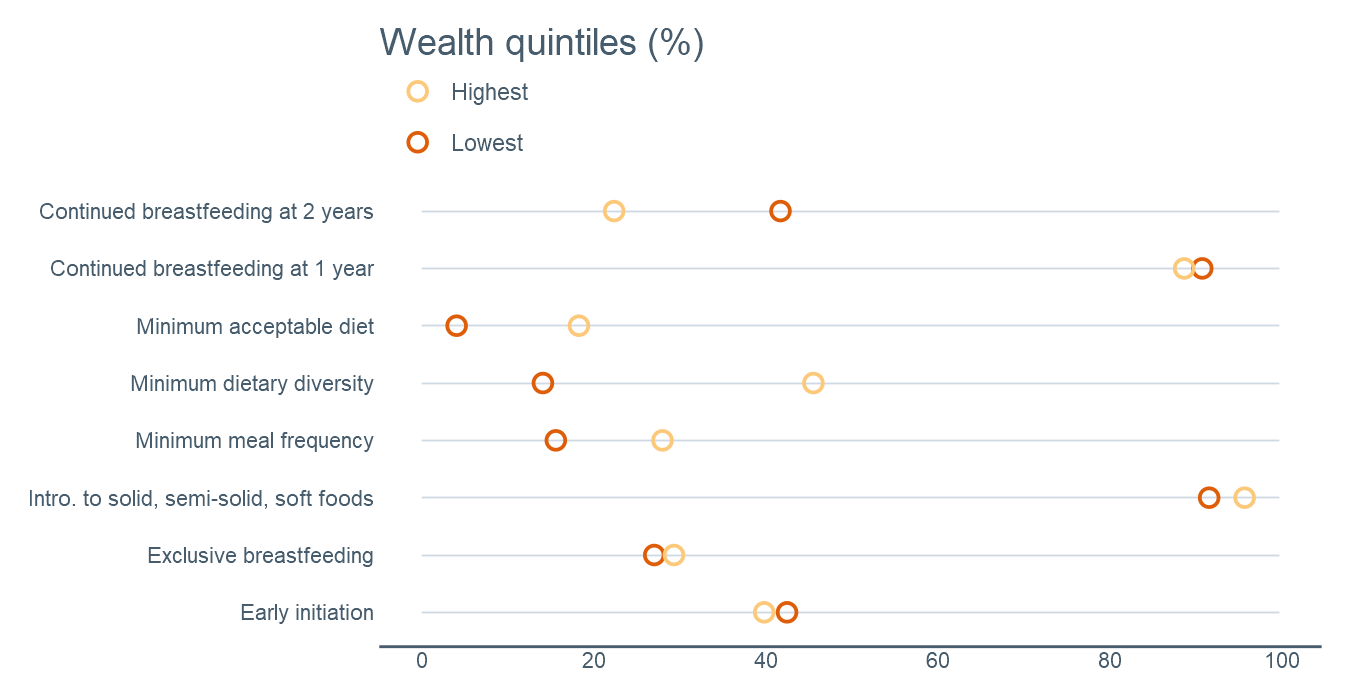 Wealth quintiles (%)
Highest
Lowest
Continued breastfeeding at 2 years
Continued breastfeeding at 1 year
Minimum acceptable diet
Minimum dietary diversity
Minimum meal frequency
Intro. to solid, semi-solid, soft foods
Exclusive breastfeeding
Early initiation
0 20 40 60 80 100